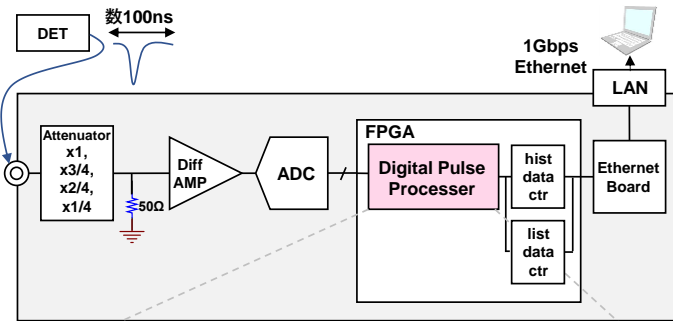 DET
数100ns
1Gbps
Ethernet
LAN
FPGA
Attenuator
x1,
x3/4,
x2/4,
x1/4
50Ω
Diff
AMP
ADC
Digital Pulse
Processer
hist
data
ctr
list
data
ctr
Ethernet
Board